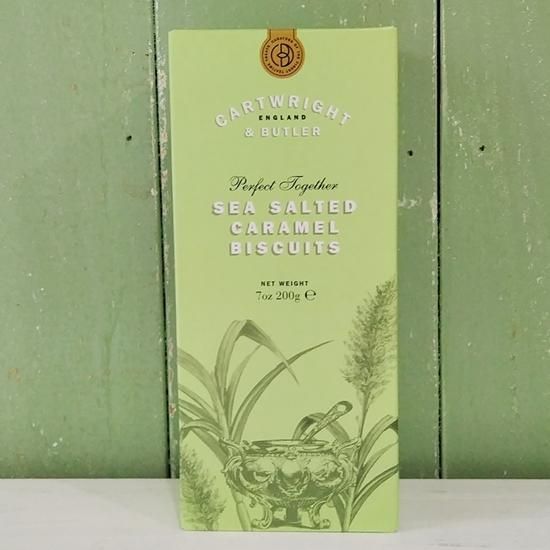 CARTWRIGHT
ENGLAND
& BUTLER
Perfect Together
SEA SALTED
CARAMEL
BISCUITS
NET WEIGHT
7oz 200g ℮